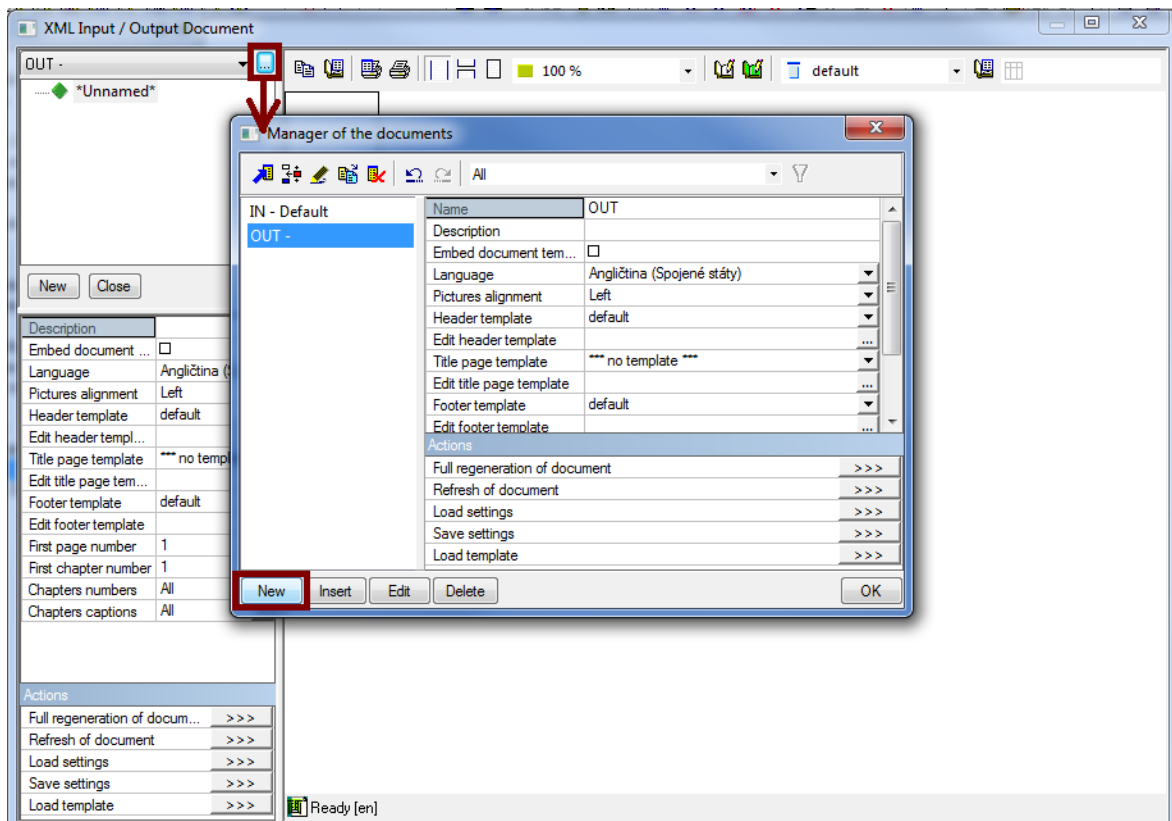 XML Input / Output Document
OUT -
...
100 %
default
*Unnamed*
Manager of the documents
All
IN - Default
OUT -
Name OUT
Description
Embed document tem...
Language Angličtina (Spojené státy)
Pictures alignment Left
Header template default
Edit header template ...
Title page template *** no template ***
Edit title page template ...
Footer template default
Edit footer template ...
Actions
Full regeneration of document >>>
Refresh of document >>>
Load settings >>>
Save settings >>>
Load template >>>
New Insert Edit Delete OK
New Close
Description
Embed document ...
Language Angličtina (
Pictures alignment Left
Header template default
Edit header templ...
Title page template *** no templ
Edit title page tem...
Footer template default
Edit footer template
First page number 1
First chapter number 1
Chapters numbers All
Chapters captions All
Actions
Full regeneration of docum... >>>
Refresh of document >>>
Load settings >>>
Save settings >>>
Load template >>>
Ready [en]